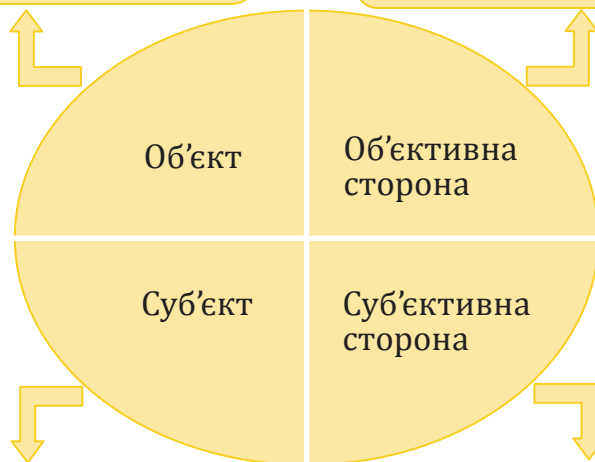 Об’єкт
Об’єктивна
сторона
Суб’єкт
Суб’єктивна
сторона